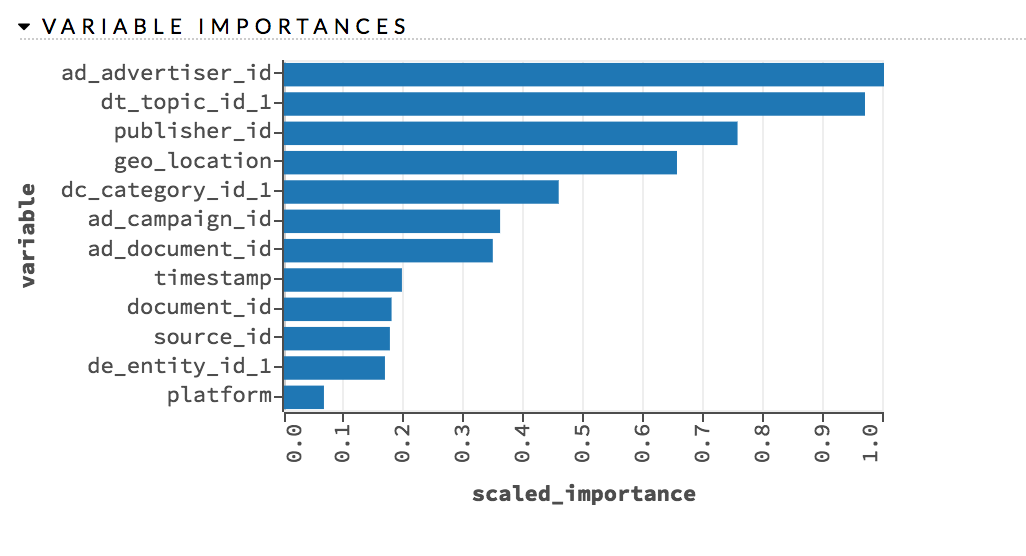 VARIABLE IMPORTANCES
ad_advertiser_id
dt_topic_id_1
publisher_id
geo_location
dc_category_id_1
ad_campaign_id
ad_document_id
timestamp
document_id
source_id
de_entity_id_1
platform
variable
0.0 0.1 0.2 0.3 0.4 0.5 0.6 0.7 0.8 0.9 1.0
scaled_importance